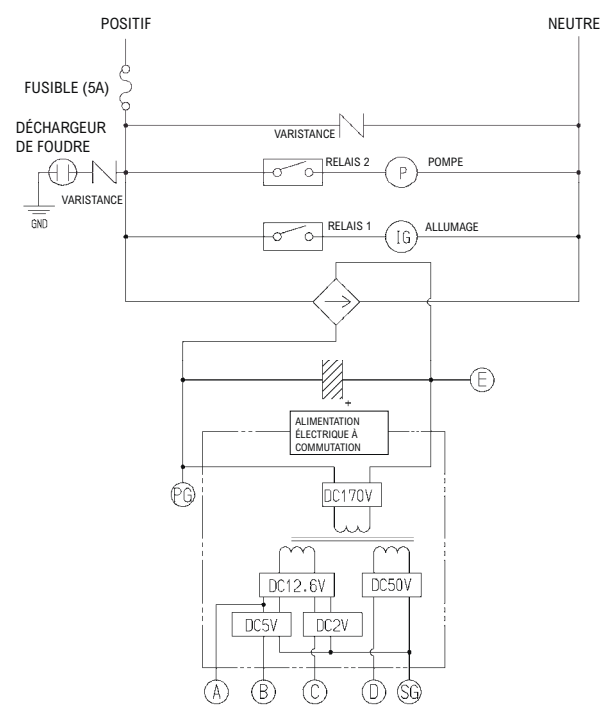 POSITIF
NEUTRE
FUSIBLE (5A)
DÉCHARGEUR
DE FOUDRE
VARISTANCE
VARISTANCE
GND
RELAIS 2
P
POMPE
RELAIS 1
IG
ALLUMAGE
E
+
ALIMENTATION
ÉLECTRIQUE À
COMMUTATION
PG
DC170V
DC12.6V
DC50V
DC5V
DC2V
A
B
C
D
SG